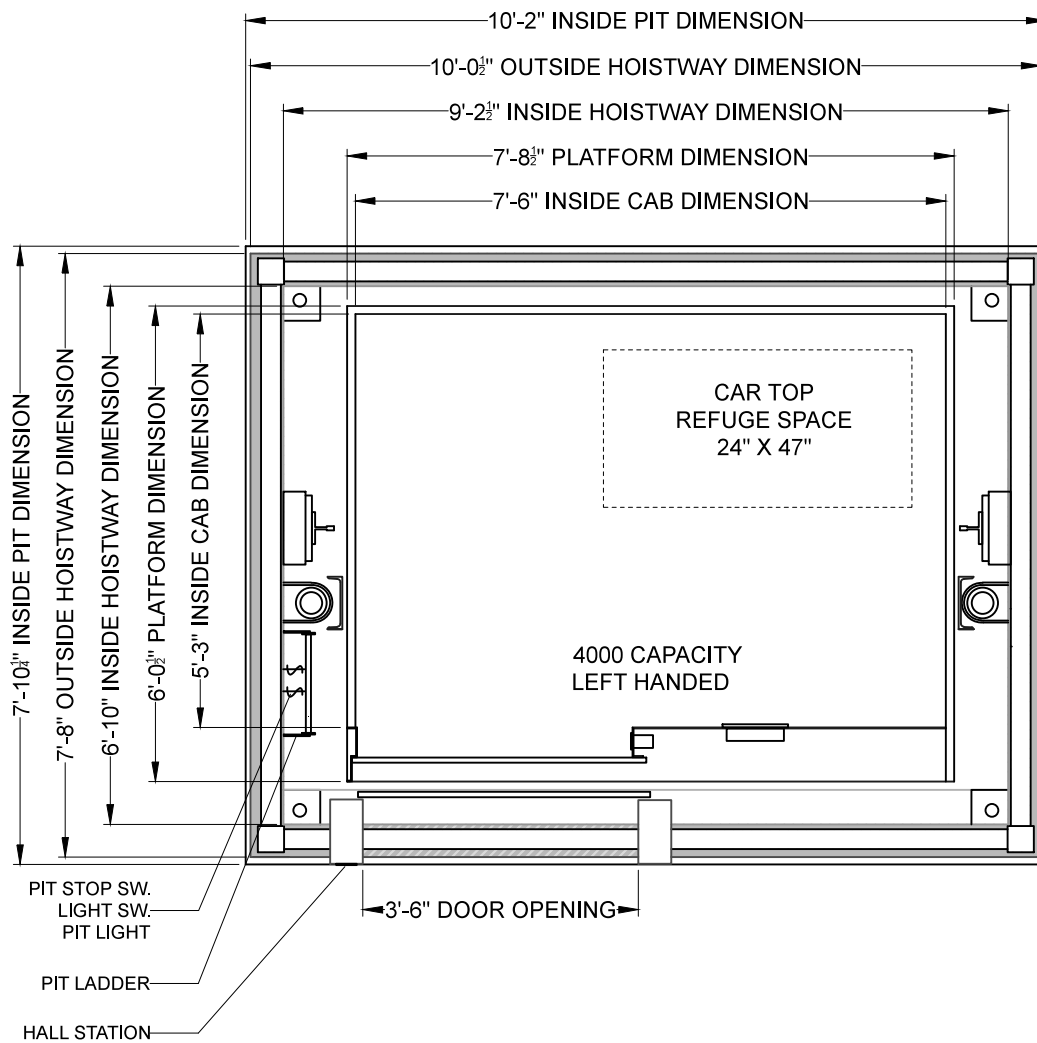 10'-2" INSIDE PIT DIMENSION
10'-0½" OUTSIDE HOISTWAY DIMENSION
9'-2½" INSIDE HOISTWAY DIMENSION
7'-8½" PLATFORM DIMENSION
7'-6" INSIDE CAB DIMENSION
7'-10¼" INSIDE PIT DIMENSION
7'-8" OUTSIDE HOISTWAY DIMENSION
6'-10" INSIDE HOISTWAY DIMENSION
6'-0½" PLATFORM DIMENSION
5'-3" INSIDE CAB DIMENSION
CAR TOP
REFUGE SPACE
24" X 47"
4000 CAPACITY
LEFT HANDED
PIT STOP SW.
LIGHT SW.
PIT LIGHT
3'-6" DOOR OPENING
PIT LADDER
HALL STATION